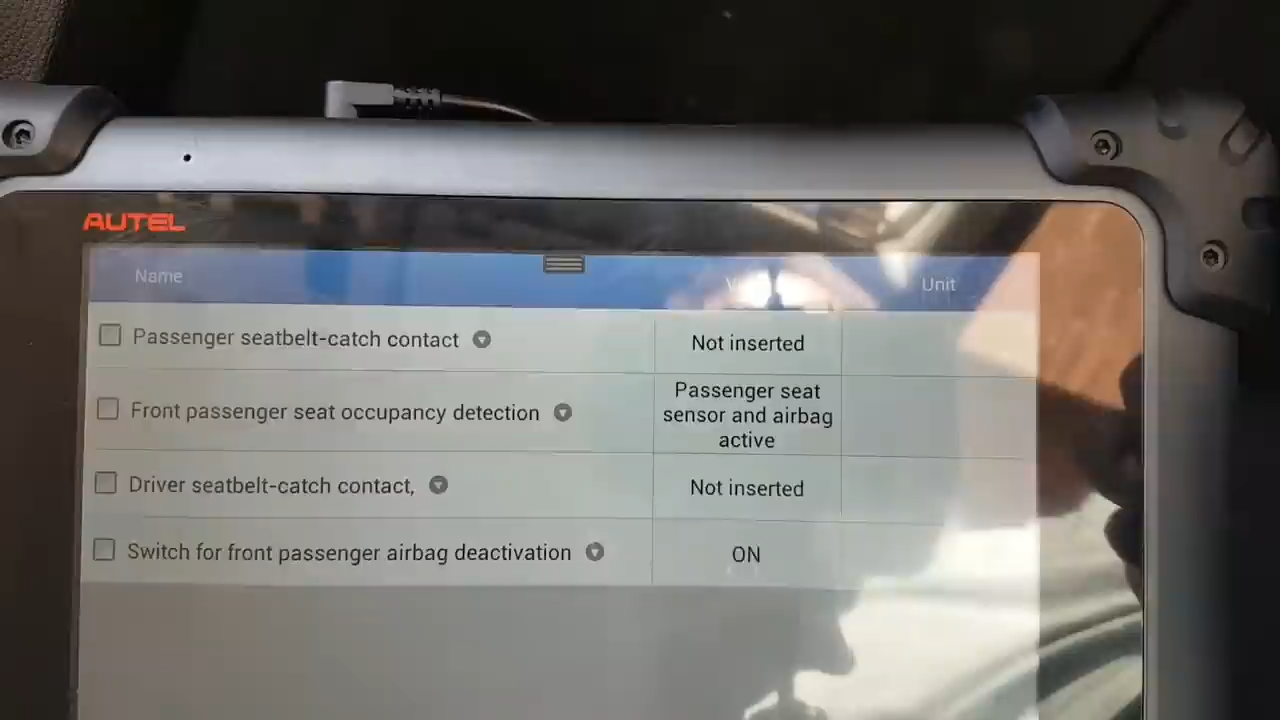 AUTEL
Name
Unit
Passenger seatbelt-catch contact
Not inserted
Front passenger seat occupancy detection
Passenger seat
sensor and airbag
active
Driver seatbelt-catch contact,
Not inserted
Switch for front passenger airbag deactivation
ON